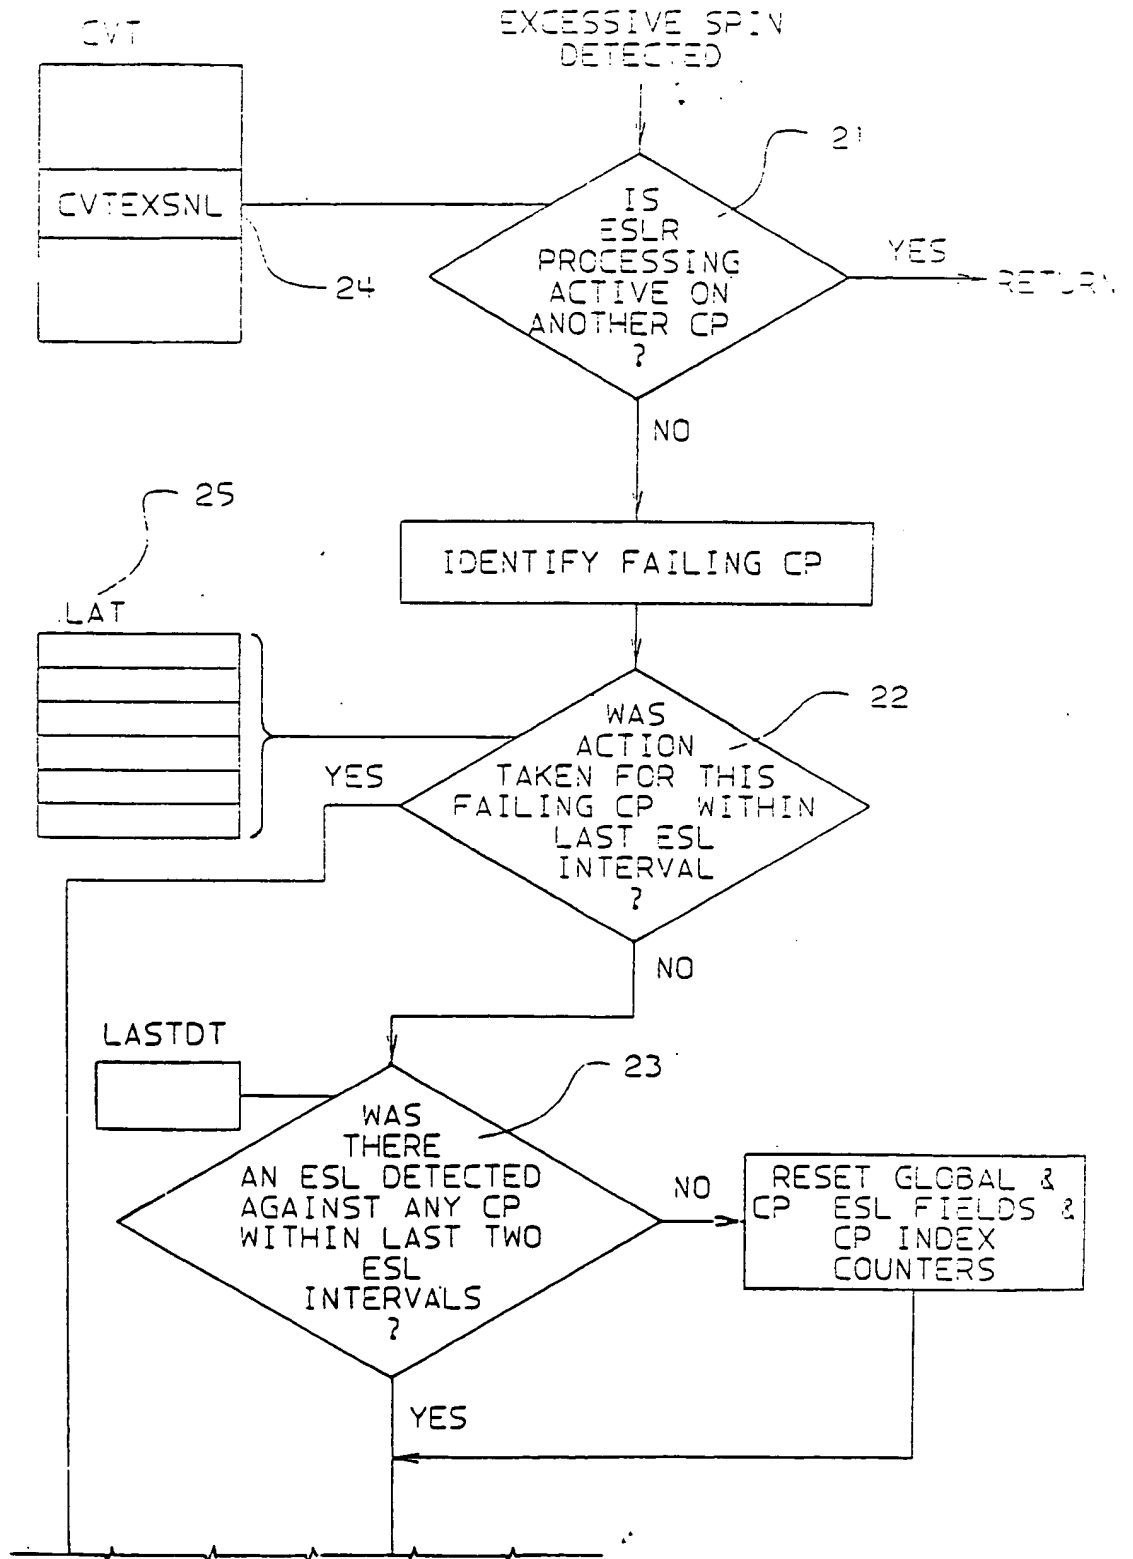 CVT
EXCESSIVE SPIN
DETECTED
21
CVTEXSNL
24
IS
ESLR
PROCESSING
ACTIVE ON
ANOTHER CP
?
YES
RETURN
NO
25
IDENTIFY FAILING CP
LAT
22
WAS
ACTION
TAKEN FOR THIS
FAILING CP WITHIN
LAST ESL
INTERVAL
?
YES
NO
LASTDT
23
WAS
THERE
AN ESL DETECTED
AGAINST ANY CP
WITHIN LAST TWO
ESL
INTERVALS
?
NO
RESET GLOBAL &
CP ESL FIELDS &
CP INDEX
COUNTERS
YES